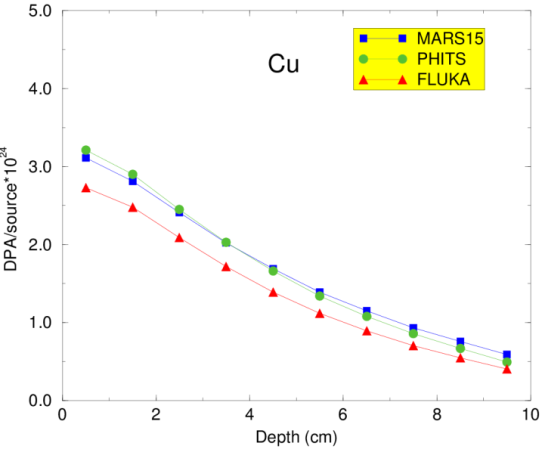 5.0
4.0
3.0
2.0
1.0
0.0
DPA/source*10^24
Cu
MARS15
PHITS
FLUKA
0 2 4 6 8 10
Depth (cm)